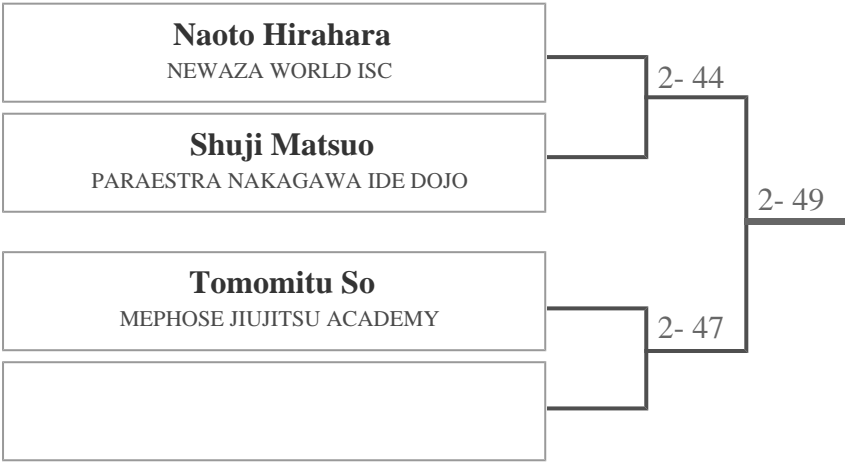 Naoto Hirahara
NEWAZA WORLD ISC
2- 44
Shuji Matsuo
PARAESTRA NAKAGAWA IDE DOJO
2- 49
Tomomitu So
MEPHOSE JIUJITSU ACADEMY
2- 47